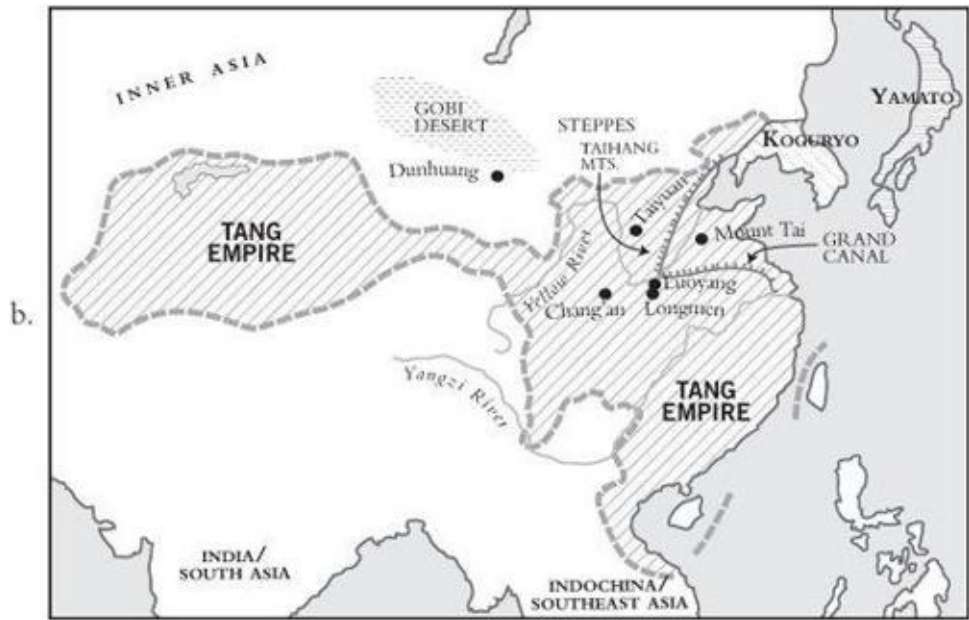 INNER ASIA
GOBI
DESERT
Dunhuang
STEPPES
TAIHANG
MTS.
KOGURYO
YAMATO
TANG
EMPIRE
Taiyuan
Mount Tai
GRAND
CANAL
Yellow River
Luoyang
Chang'an
Longmen
b.
Yangzi River
TANG
EMPIRE
INDIA/
SOUTH ASIA
INDOCHINA/
SOUTHEAST ASIA